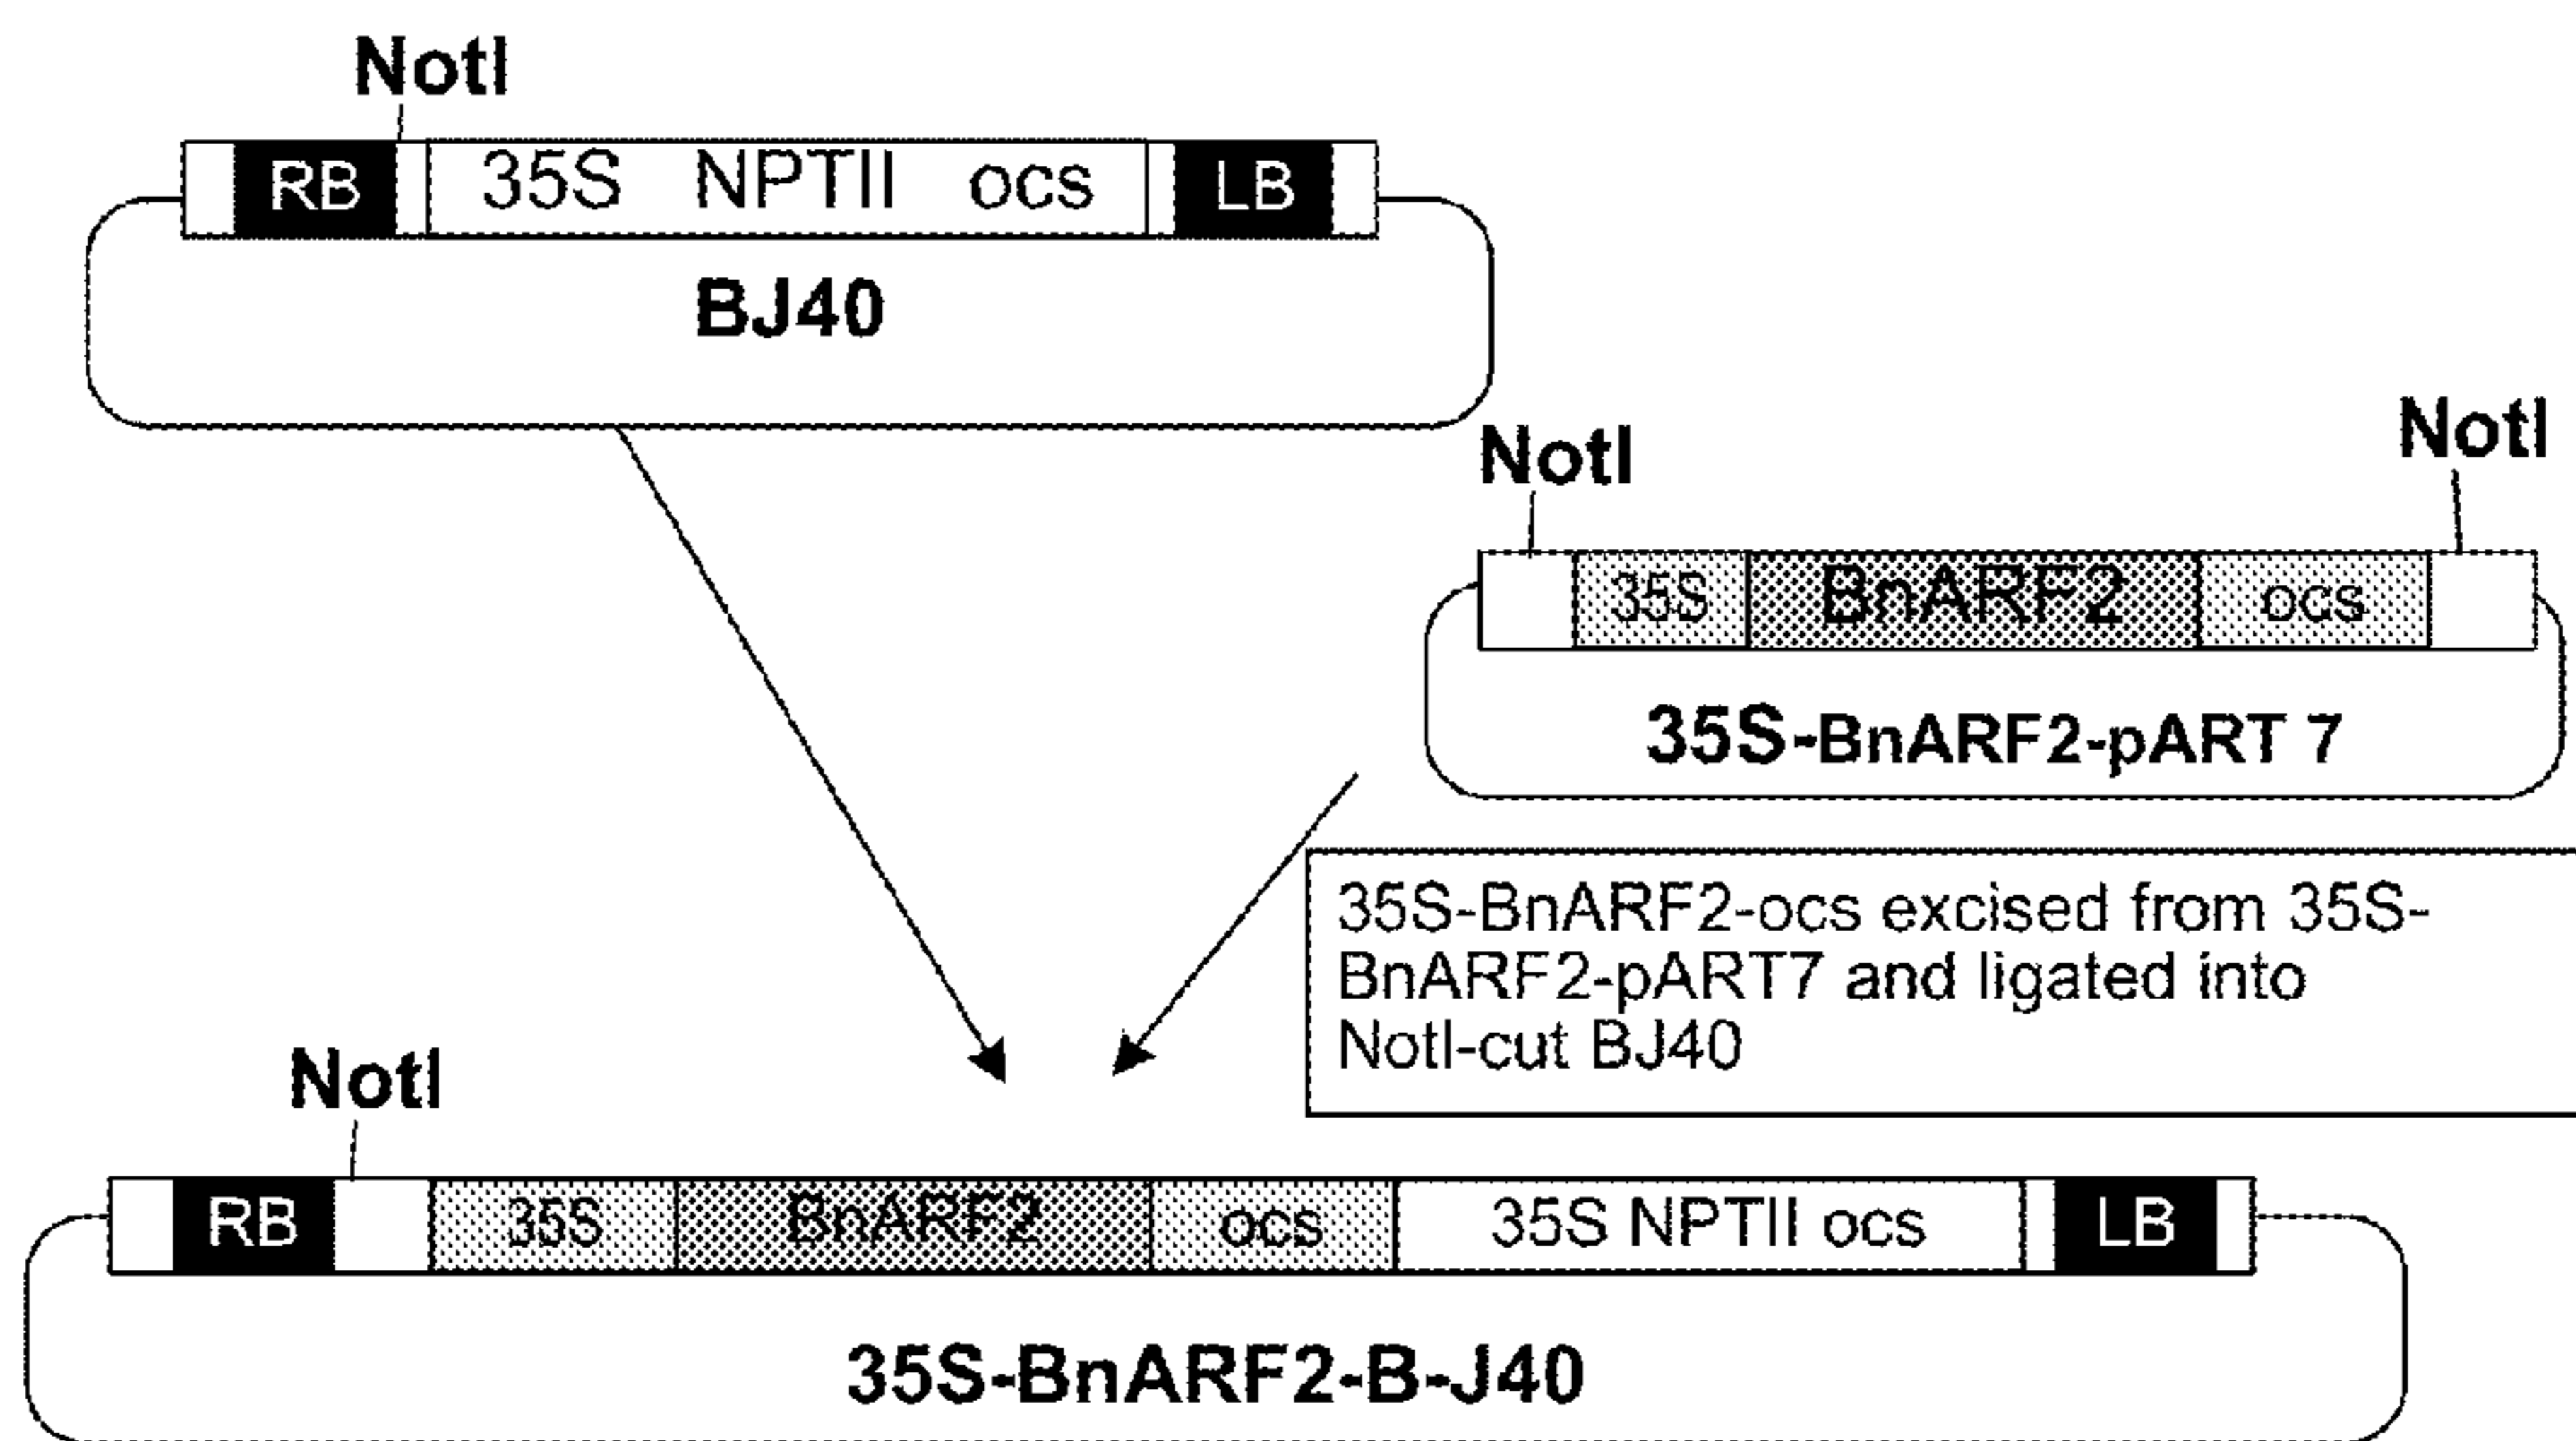 NotI
RB 35S NPTII ocs LB
BJ40
NotI NotI
35S BnARF2 ocs
35S-BnARF2-pART 7
35S-BnARF2-ocs excised from 35S-
BnARF2-pART7 and ligated into
NotI-cut BJ40
NotI
RB 35S BnARF2 ocs 35S NPTII ocs LB
35S-BnARF2-B-J40